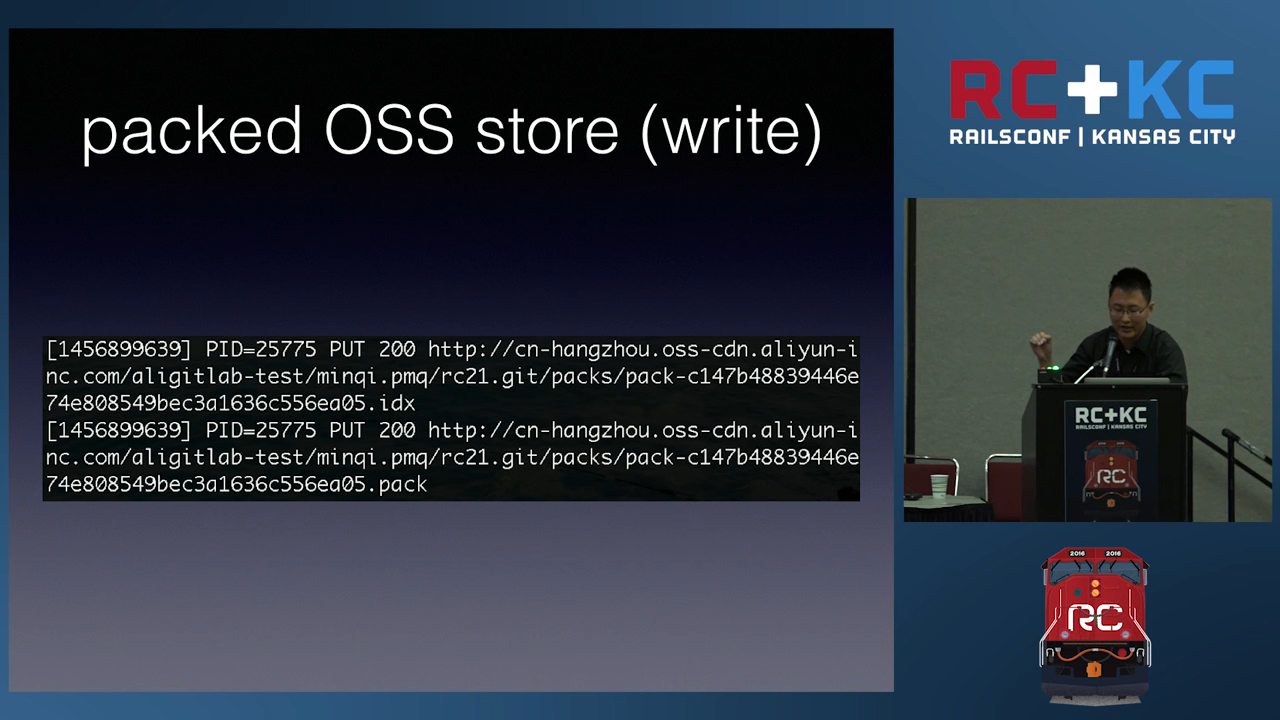 packed OSS store (write)
[1456899639] PID=25775 PUT 200 http://cn-hangzhou.oss-cdn.aliyun-i
nc.com/aligitlab-test/minqi.pmq/rc21.git/packs/pack-c147b48839446e
74e808549bec3a1636c556ea05.idx
[1456899639] PID=25775 PUT 200 http://cn-hangzhou.oss-cdn.aliyun-i
nc.com/aligitlab-test/minqi.pmq/rc21.git/packs/pack-c147b48839446e
74e808549bec3a1636c556ea05.pack
RC+KC
RAILSCONF | KANSAS CITY
RC+KC
RAILSCONF | KANSAS CITY
RC
2016 2016
RC